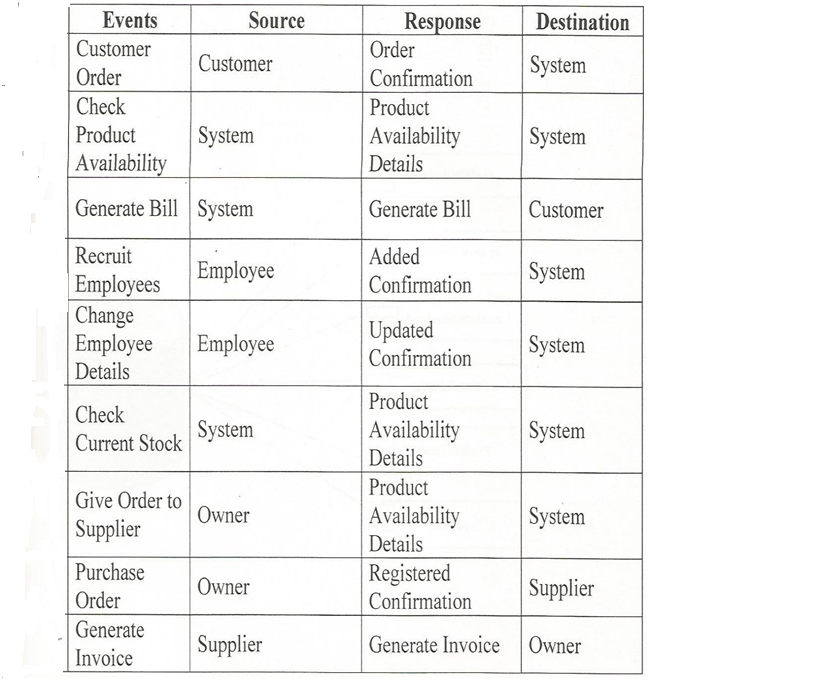 Events Source Response Destination
Customer
Order
Customer
Order
Confirmation
System
Check
Product
Availability
System
Product
Availability
Details
System
Generate Bill
System
Generate Bill
Customer
Recruit
Employees
Employee
Added
Confirmation
System
Change
Employee
Details
Employee
Updated
Confirmation
System
Check
Current Stock
System
Product
Availability
Details
System
Give Order to
Supplier
Owner
Product
Availability
Details
System
Purchase
Order
Owner
Registered
Confirmation
Supplier
Generate
Invoice
Supplier
Generate Invoice
Owner